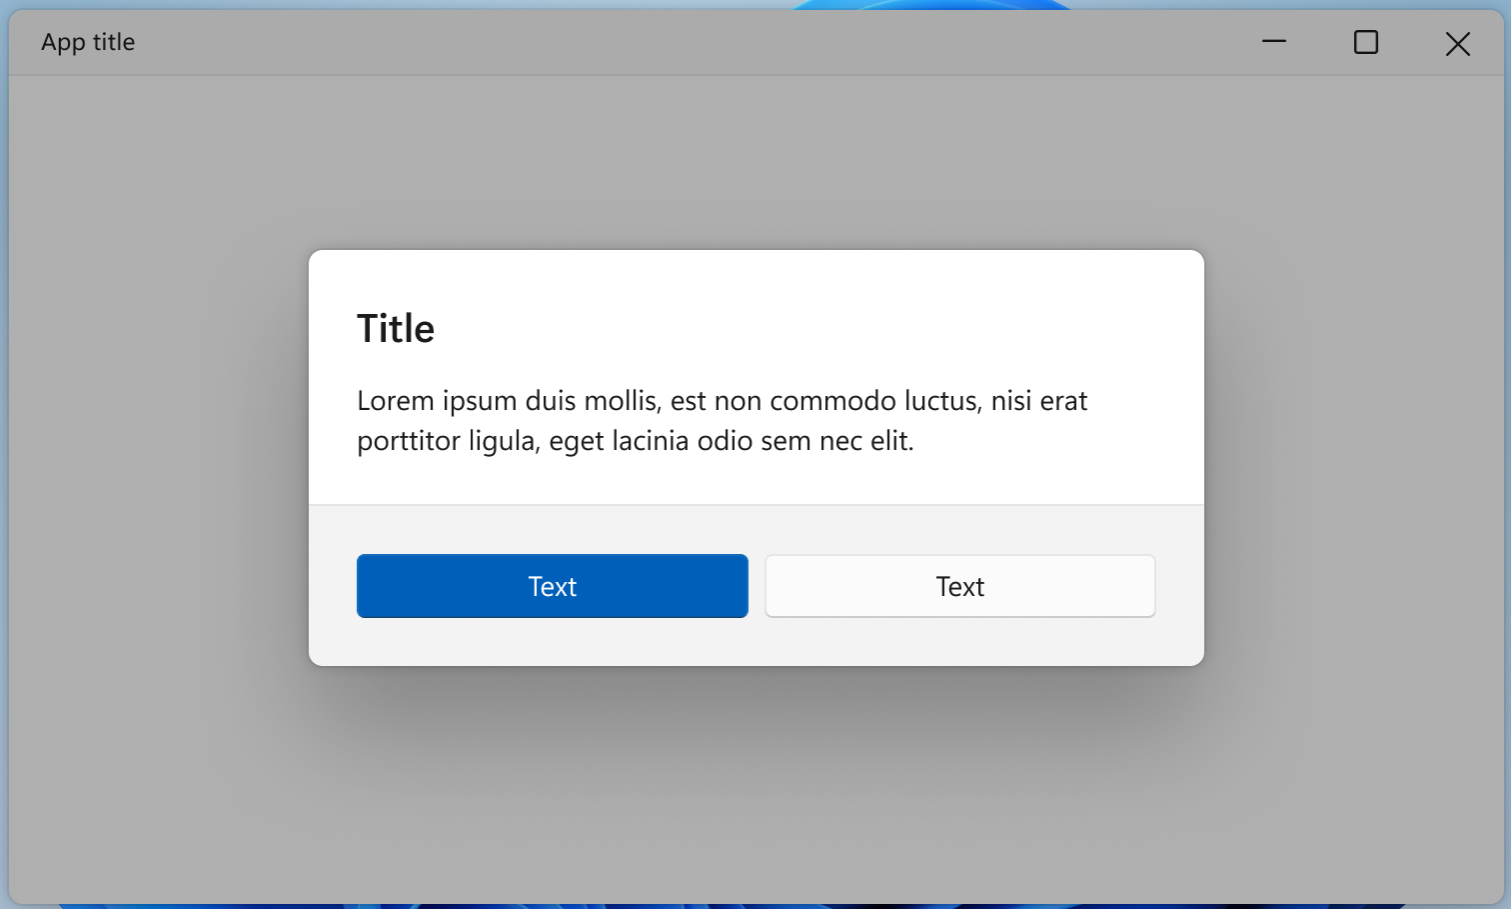 App title
Title
Lorem ipsum duis mollis, est non commodo luctus, nisi erat
porttitor ligula, eget lacinia odio sem nec elit.
Text
Text